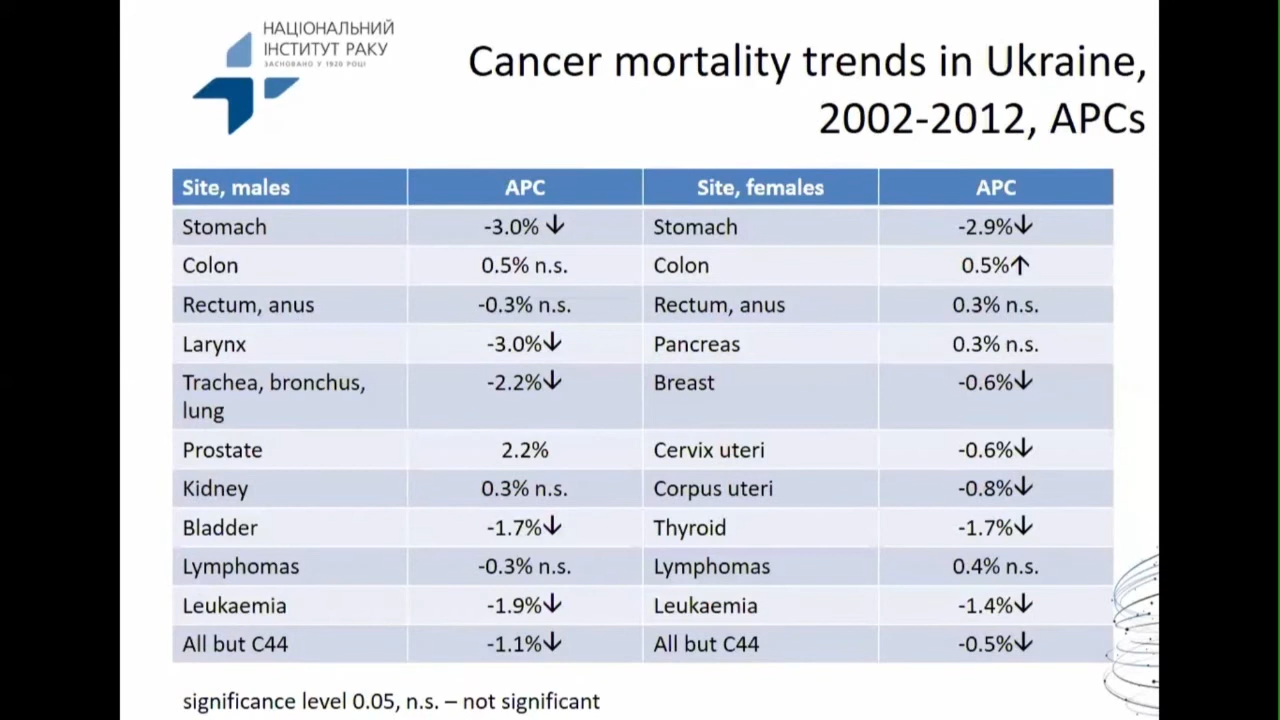 НАЦІОНАЛЬНИЙ
ІНСТИТУТ РАКУ
ЗАСНОВАНО У 1920 РОЦІ
Cancer mortality trends in Ukraine,
2002-2012, APCs
Site, males APC Site, females APC
Stomach -3.0% ↓ Stomach -2.9%↓
Colon 0.5% n.s. Colon 0.5%↑
Rectum, anus -0.3% n.s. Rectum, anus 0.3% n.s.
Larynx -3.0%↓ Pancreas 0.3% n.s.
Trachea, bronchus, -2.2%↓ Breast -0.6%↓
lung
Prostate 2.2% Cervix uteri -0.6%↓
Kidney 0.3% n.s. Corpus uteri -0.8%↓
Bladder -1.7%↓ Thyroid -1.7%↓
Lymphomas -0.3% n.s. Lymphomas 0.4% n.s.
Leukaemia -1.9%↓ Leukaemia -1.4%↓
All but C44 -1.1%↓ All but C44 -0.5%↓
significance level 0.05, n.s. – not significant